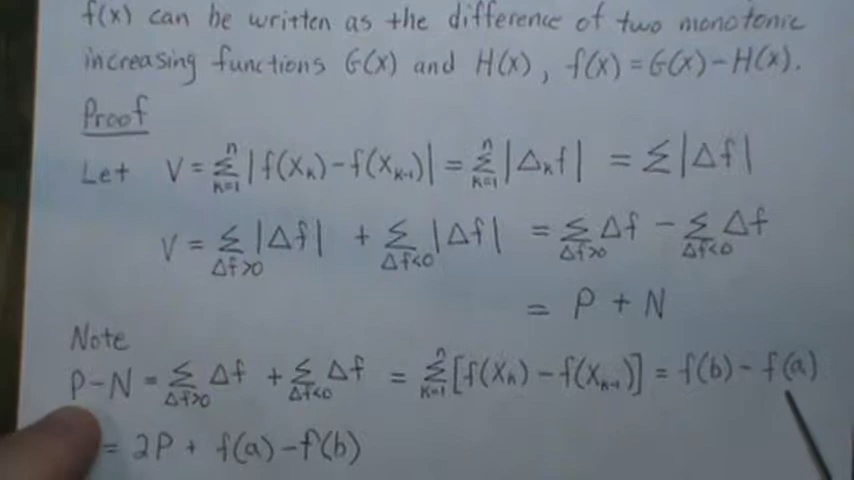 f(x) can be written as the difference of two monotonic
increasing functions G(x) and H(x), f(x) = G(x) - H(x).
Proof
Let V = Σ_{k=1}^{n} |f(x_k) - f(x_{k-1})| = Σ_{k=1}^{n} |Δ_k f| = Σ|Δf|
V = Σ_{Δf>0} |Δf| + Σ_{Δf<0} |Δf| = Σ_{Δf>0} Δf - Σ_{Δf<0} Δf
= P + N
Note
P - N = Σ_{Δf>0} Δf + Σ_{Δf<0} Δf = Σ_{k=1}^{n} [f(x_k) - f(x_{k-1})] = f(b) - f(a)
= 2P + f(a) - f(b)